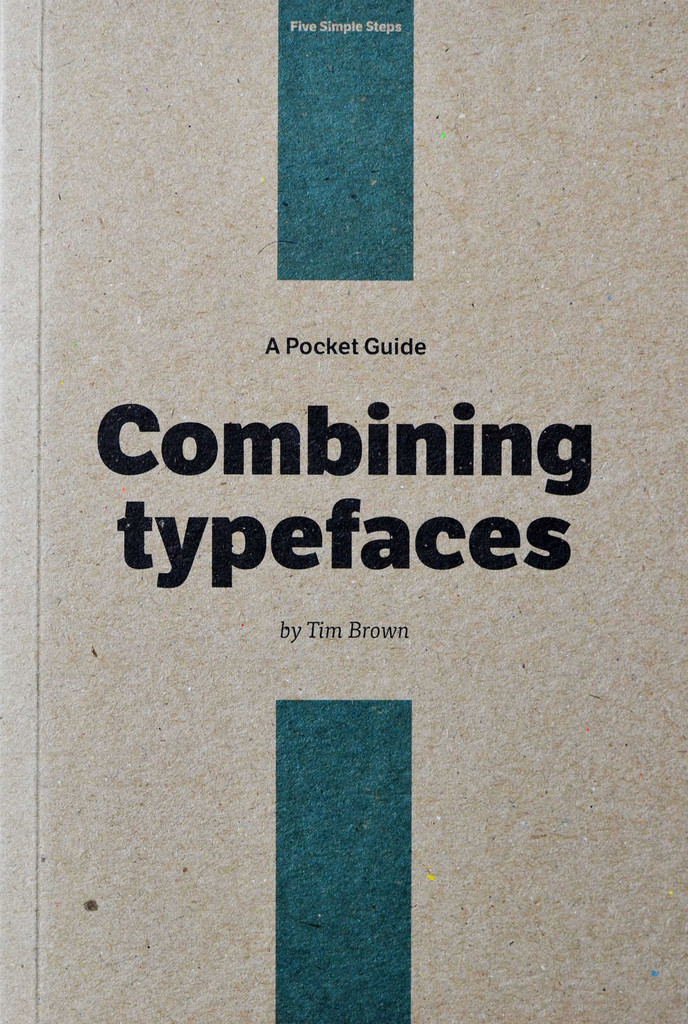 Five Simple Steps
A Pocket Guide
Combining
typefaces
by Tim Brown